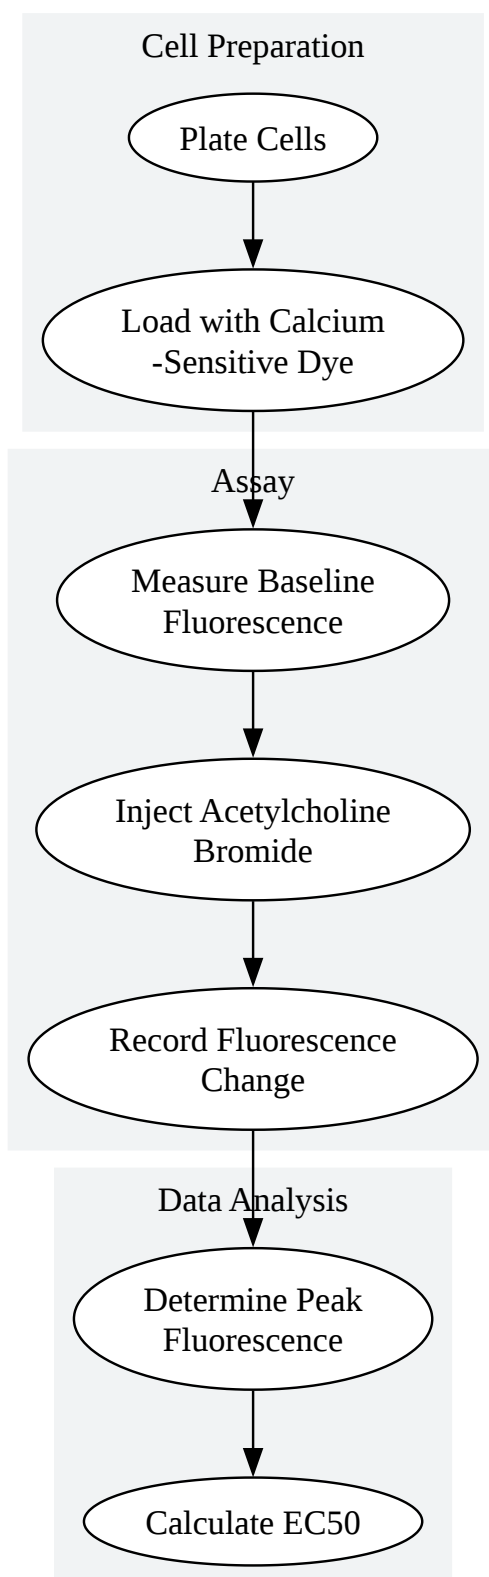 Cell Preparation
Plate Cells
Load with Calcium
-Sensitive Dye
Assay
Measure Baseline
Fluorescence
Inject Acetylcholine
Bromide
Record Fluorescence
Change
Data Analysis
Determine Peak
Fluorescence
Calculate EC50